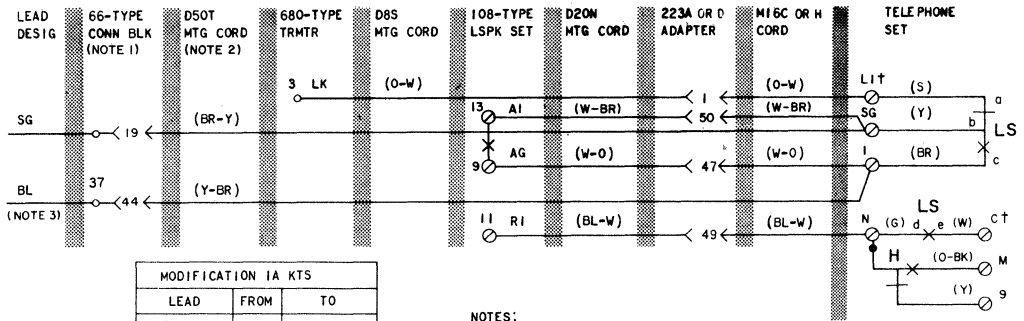 LEAD DESIG
66-TYPE CONN BLK (NOTE 1)
D50T MTG CORD (NOTE 2)
680-TYPE TRMTR
D8S MTG CORD
108-TYPE LSPK SET
D20N MTG CORD
223A OR D ADAPTER
M16C OR H CORD
TELEPHONE SET
3 LK (O-W) 1 (O-W) L1† (S) a
13 A1 (W-BR) 50 (W-BR) SG (Y) b LS
SG 19 (BR-Y)
9 AG (W-O) 47 (W-O) 1 (BR) c
BL 37 44 (Y-BR)
(NOTE 3)
11 R1 (BL-W) 49 (BL-W) N (G) d e (W) C†
LS
H (O-BK) M
(Y) 9
MODIFICATION 1A KTS
LEAD FROM TO
NOTES: